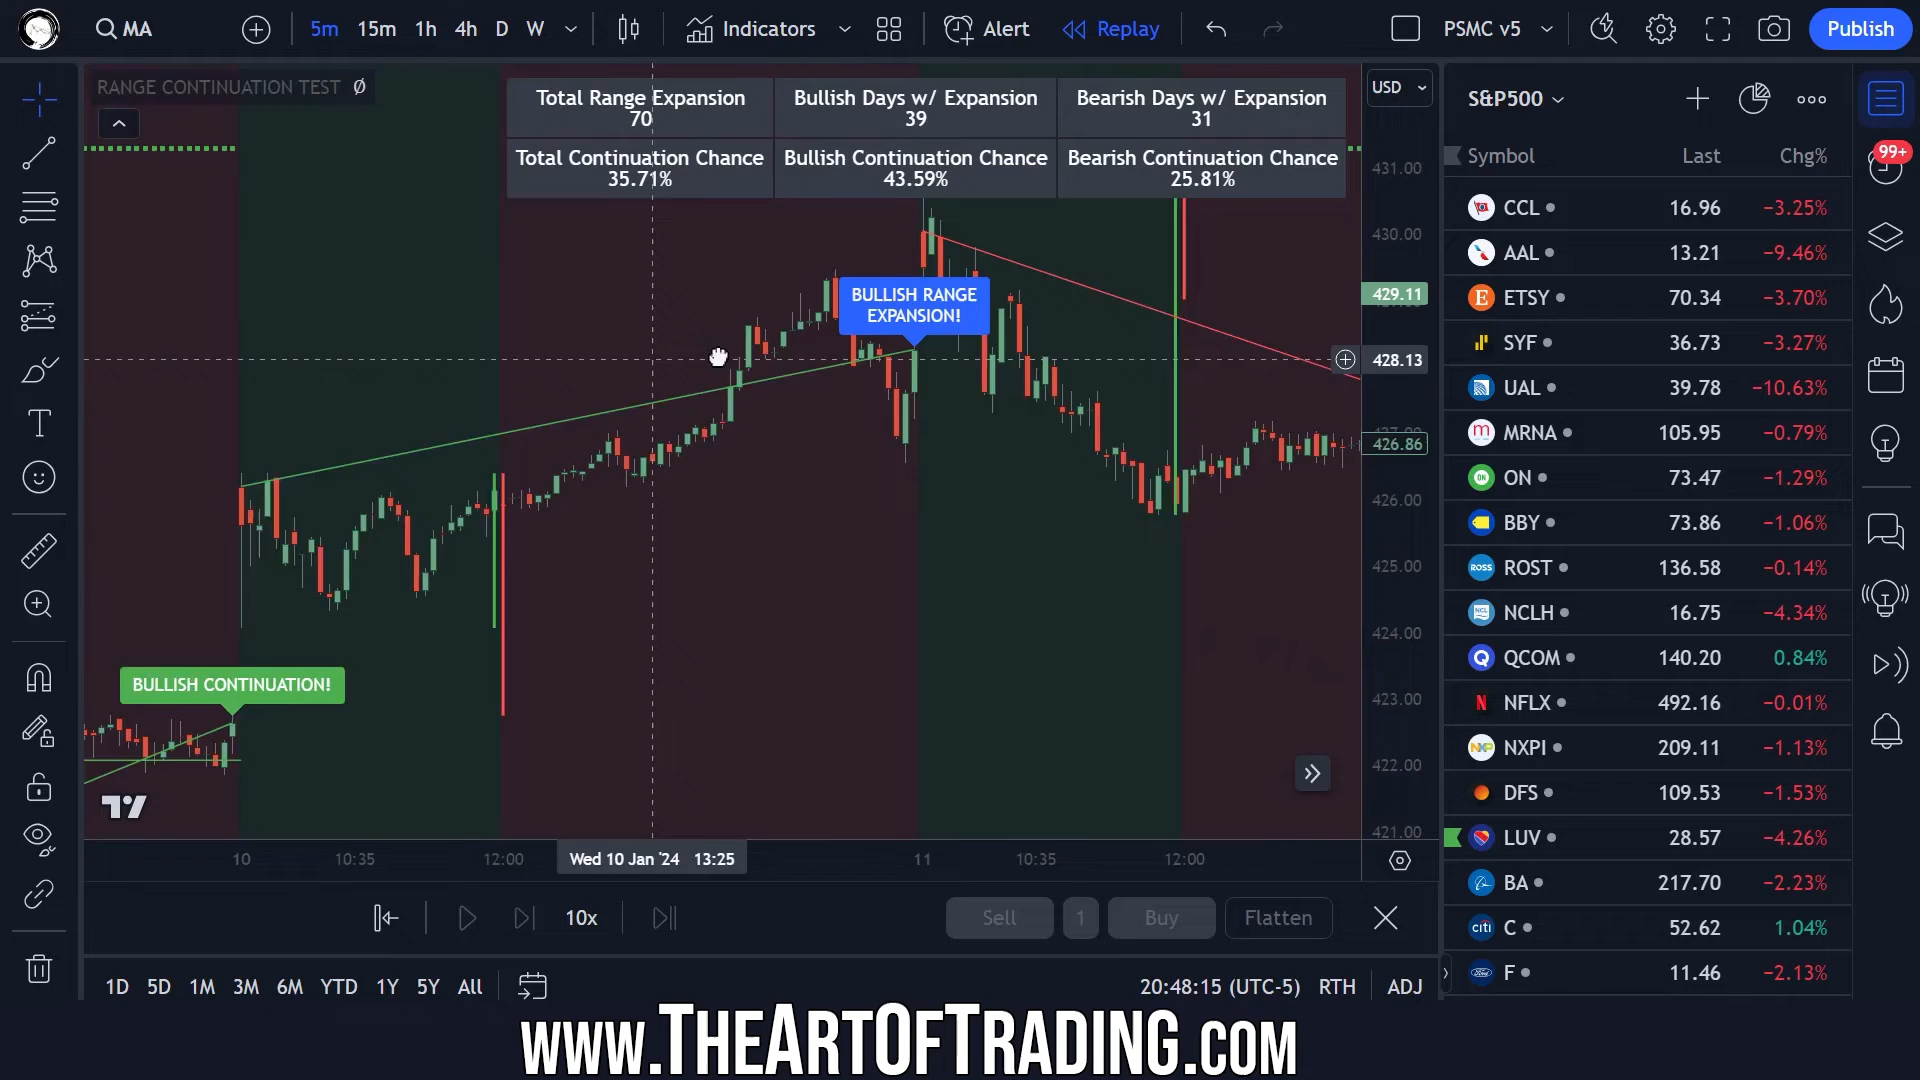 MA
5m 15m 1h 4h D W
Indicators
Alert
Replay
PSMC v5
Publish
RANGE CONTINUATION TEST
Total Range Expansion
70
Bullish Days w/ Expansion
39
Bearish Days w/ Expansion
31
Total Continuation Chance
35.71%
Bullish Continuation Chance
43.59%
Bearish Continuation Chance
25.81%
USD
431.00
430.00
429.11
428.13
426.86
426.00
425.00
424.00
423.00
422.00
421.00
BULLISH RANGE
EXPANSION!
BULLISH CONTINUATION!
10 10:35 12:00 Wed 10 Jan '24 13:25 11 10:35 12:00
10x
Sell 1 Buy Flatten
1D 5D 1M 3M 6M YTD 1Y 5Y All
20:48:15 (UTC-5) RTH ADJ
S&P500
Symbol Last Chg%
99+
CCL 16.96 −3.25%
AAL 13.21 −9.46%
ETSY 70.34 −3.70%
SYF 36.73 −3.27%
UAL 39.78 −10.63%
MRNA 105.95 −0.79%
ON 73.47 −1.29%
BBY 73.86 −1.06%
ROST 136.58 −0.14%
NCLH 16.75 −4.34%
QCOM 140.20 0.84%
NFLX 492.16 −0.01%
NXPI 209.11 −1.13%
DFS 109.53 −1.53%
LUV 28.57 −4.26%
BA 217.70 −2.23%
C 52.62 1.04%
F 11.46 −2.13%
www.TheArtOfTrading.com